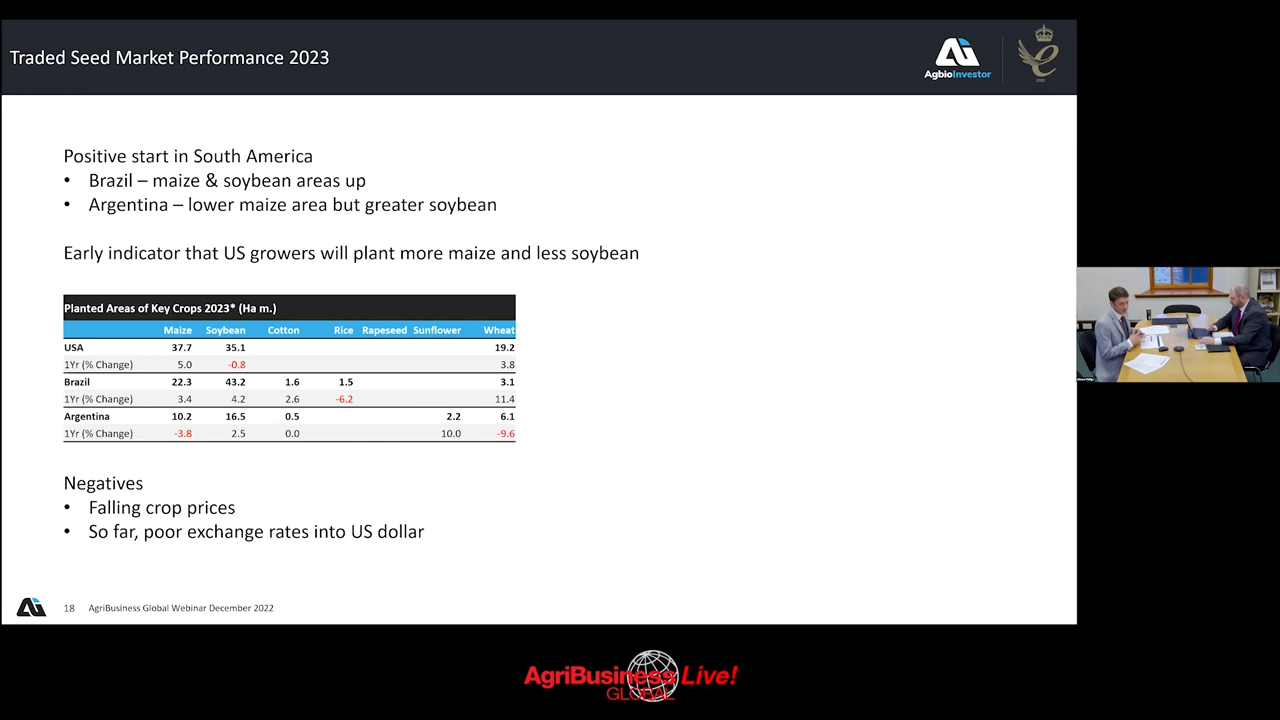 Traded Seed Market Performance 2023
AgbioInvestor
Positive start in South America
• Brazil – maize & soybean areas up
• Argentina – lower maize area but greater soybean
Early indicator that US growers will plant more maize and less soybean
Planted Areas of Key Crops 2023* (Ha m.)
Maize Soybean Cotton Rice Rapeseed Sunflower Wheat
USA 37.7 35.1 19.2
1Yr (% Change) 5.0 -0.8 3.8
Brazil 22.3 43.2 1.6 1.5 3.1
1Yr (% Change) 3.4 4.2 2.6 -6.2 11.4
Argentina 10.2 16.5 0.5 2.2 6.1
1Yr (% Change) -3.8 2.5 0.0 10.0 -9.6
Negatives
• Falling crop prices
• So far, poor exchange rates into US dollar
18 AgriBusiness Global Webinar December 2022
AgriBusiness Live!
GLOBAL